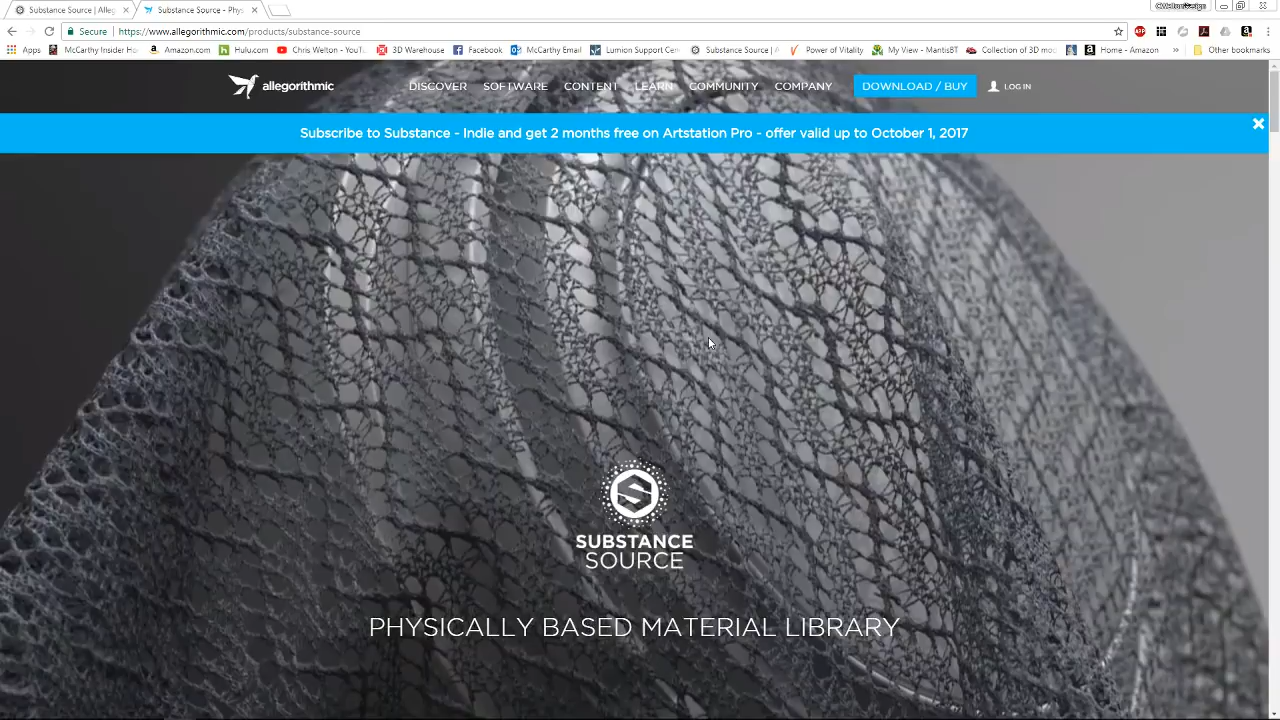 Substance Source | Alleg
Substance Source - Phys
Secure
https://www.allegorithmic.com/products/substance-source
Apps
McCarthy Insider Ho
Amazon.com
Hulu.com
Chris Welton - YouT
3D Warehouse
Facebook
McCarthy Email
Lumion Support Cen
Substance Source | A
Power of Vitality
My View - MantisBT
Collection of 3D mo
Home - Amazon
Other bookmarks
allegorithmic
DISCOVER
SOFTWARE
CONTENT
LEARN
COMMUNITY
COMPANY
DOWNLOAD / BUY
LOG IN
Subscribe to Substance - Indie and get 2 months free on Artstation Pro - offer valid up to October 1, 2017
SUBSTANCE
SOURCE
PHYSICALLY BASED MATERIAL LIBRARY